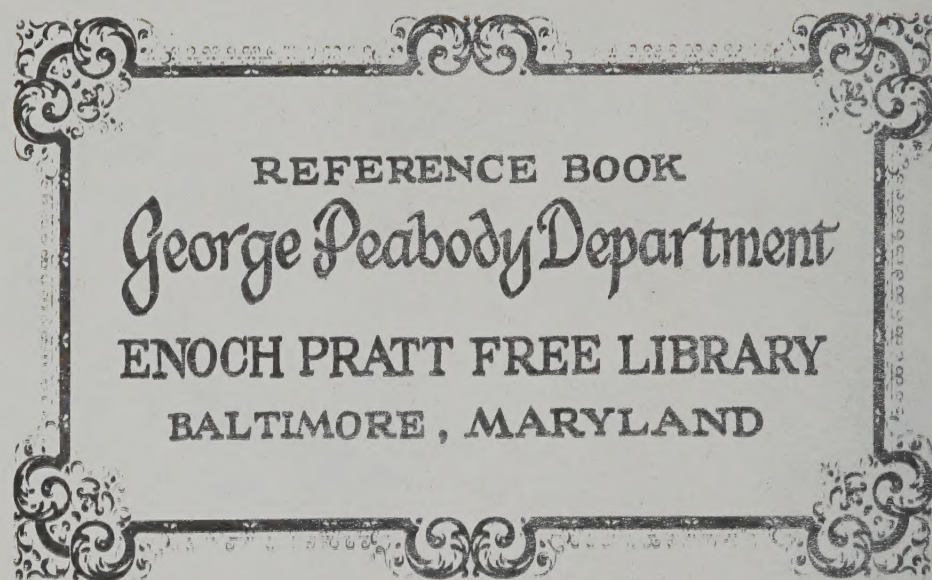 REFERENCE BOOK
George Peabody Department
ENOCH PRATT FREE LIBRARY
BALTIMORE, MARYLAND